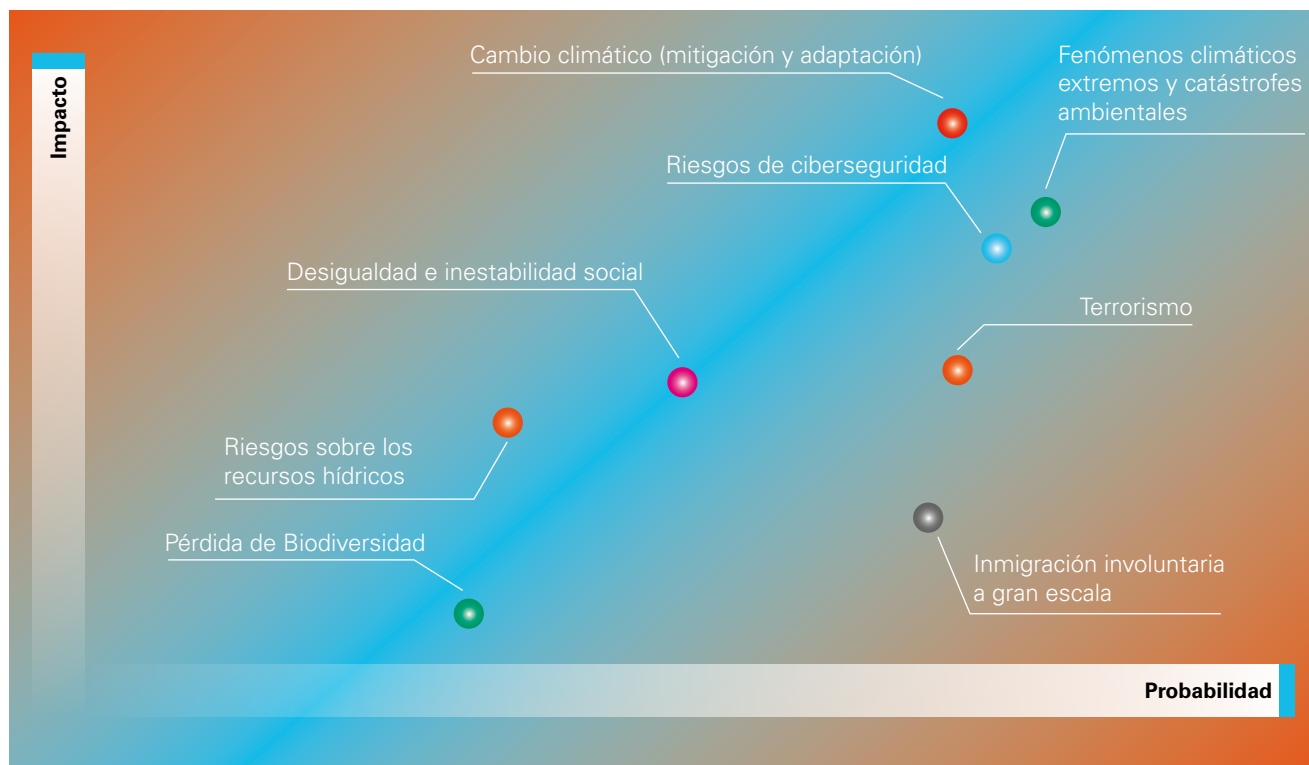 Impacto
Cambio climático (mitigación y adaptación)
Fenómenos climáticos
extremos y catástrofes
ambientales
Riesgos de ciberseguridad
Desigualdad e inestabilidad social
Terrorismo
Riesgos sobre los
recursos hídricos
Pérdida de Biodiversidad
Inmigración involuntaria
a gran escala
Probabilidad